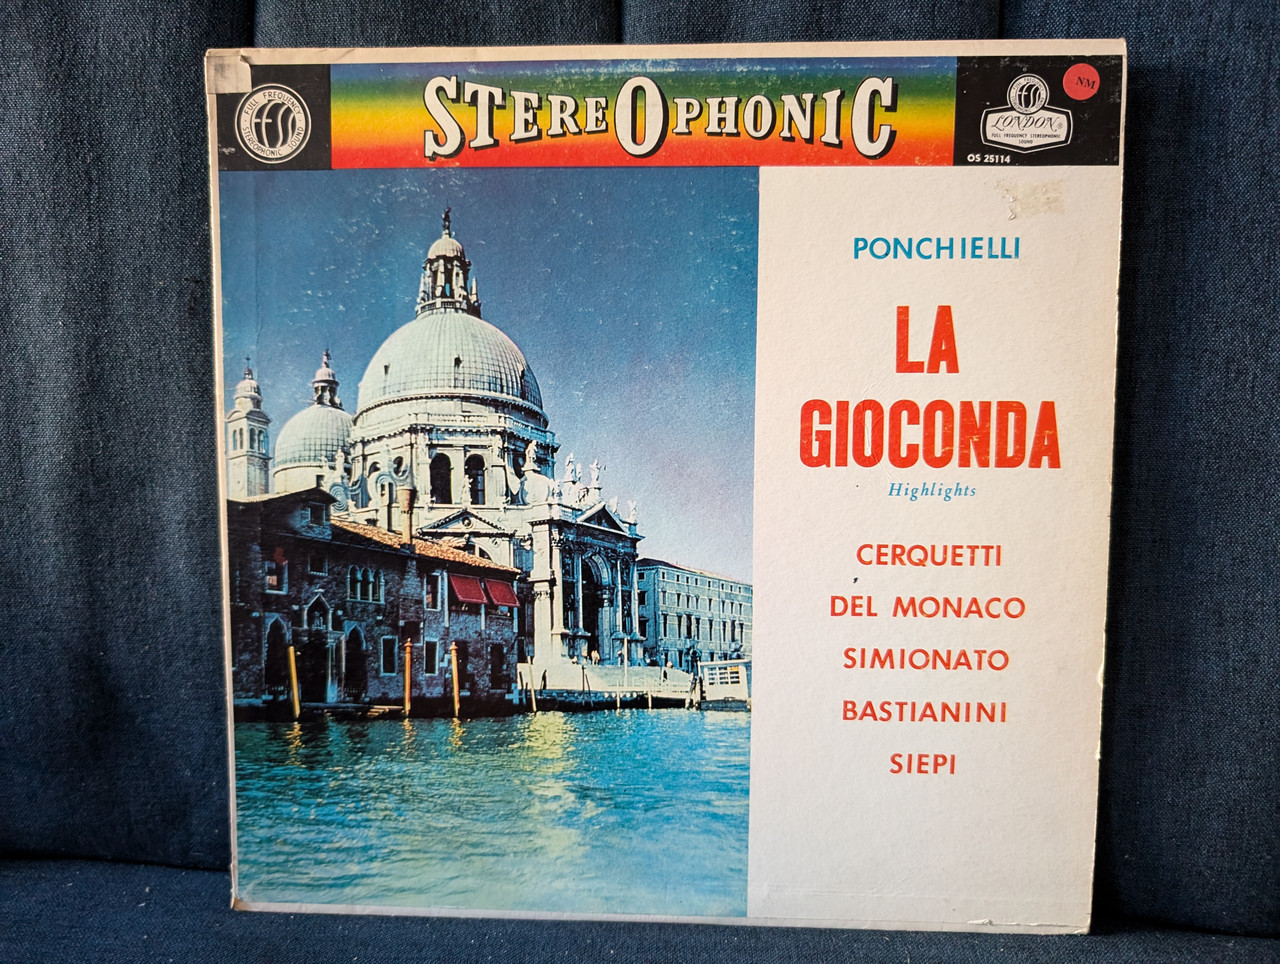 FULL FREQUENCY
ffss
STEREOPHONIC SOUND
STEREOPHONIC
ffss
LONDON®
FULL FREQUENCY STEREOPHONIC
SOUND
OS 25114
NM
PONCHIELLI
LA
GIOCONDA
Highlights
CERQUETTI
DEL MONACO
SIMIONATO
BASTIANINI
SIEPI